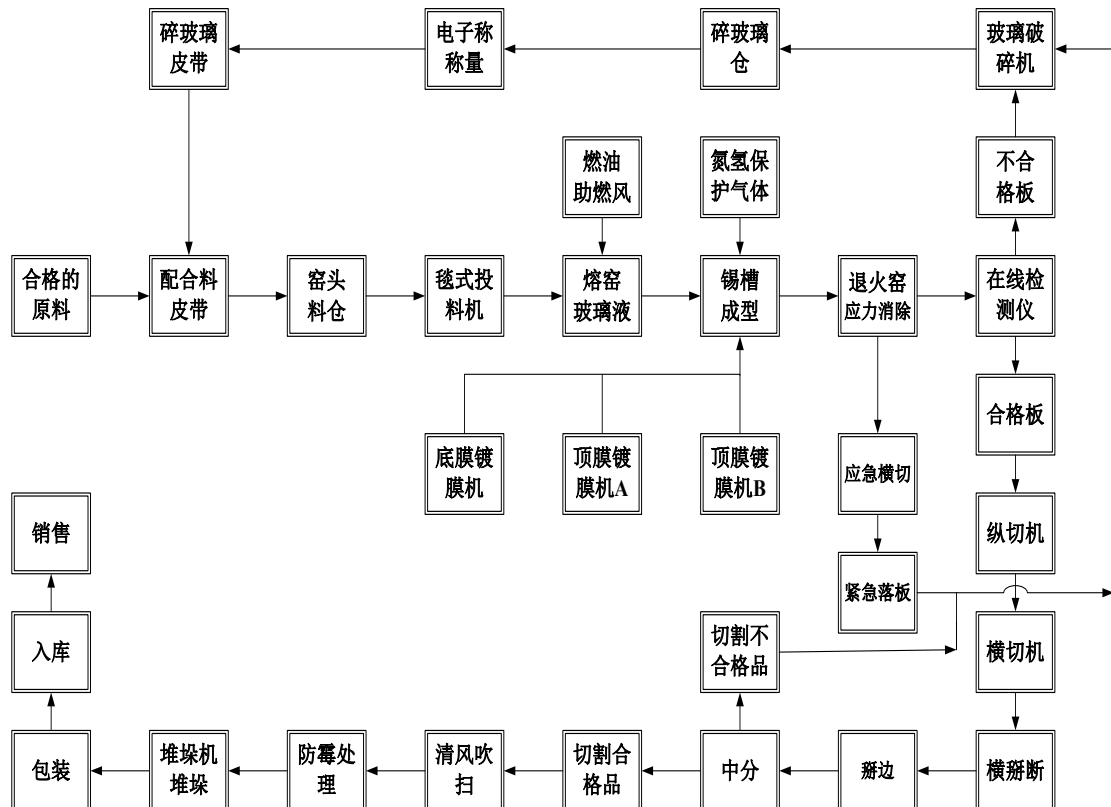 碎玻璃
皮带
电子称
称量
碎玻璃
仓
玻璃破
碎机
燃油
助燃风
氮氢保
护气体
不合
格板
合格的
原料
配合料
皮带
窑头
料仓
毯式投
料机
熔窑
玻璃液
锡槽
成型
退火窑
应力消除
在线检
测仪
合格板
底膜镀
膜机
顶膜镀
膜机A
顶膜镀
膜机B
应急横切
销售
纵切机
紧急落板
入库
切割不
合格品
横切机
包装
堆垛机
堆垛
防霉处
理
清风吹
扫
切割合
格品
中分
掰边
横掰断